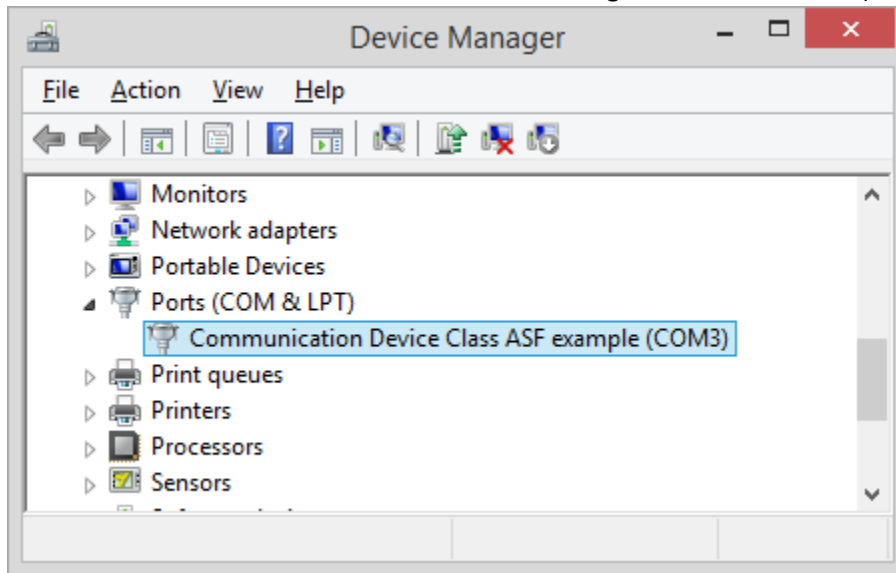 Device Manager
File Action View Help
Monitors
Network adapters
Portable Devices
Ports (COM & LPT)
Communication Device Class ASF example (COM3)
Print queues
Printers
Processors
Sensors